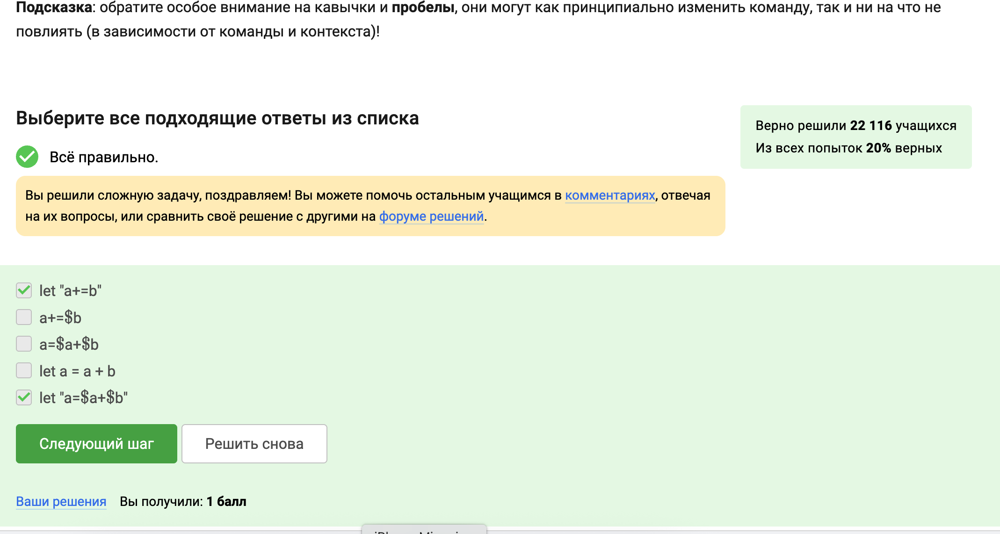 Подсказка: обратите особое внимание на кавычки и пробелы, они могут как принципиально изменить команду, так и ни на что не
повлиять (в зависимости от команды и контекста)!
Выберите все подходящие ответы из списка
Верно решили 22 116 учащихся
Из всех попыток 20% верных
Всё правильно.
Вы решили сложную задачу, поздравляем! Вы можете помочь остальным учащимся в комментариях, отвечая
на их вопросы, или сравнить своё решение с другими на форуме решений.
let "a+=b"
a+=$b
a=$a+$b
let a = a + b
let "a=$a+$b"
Следующий шаг
Решить снова
Ваши решения Вы получили: 1 балл